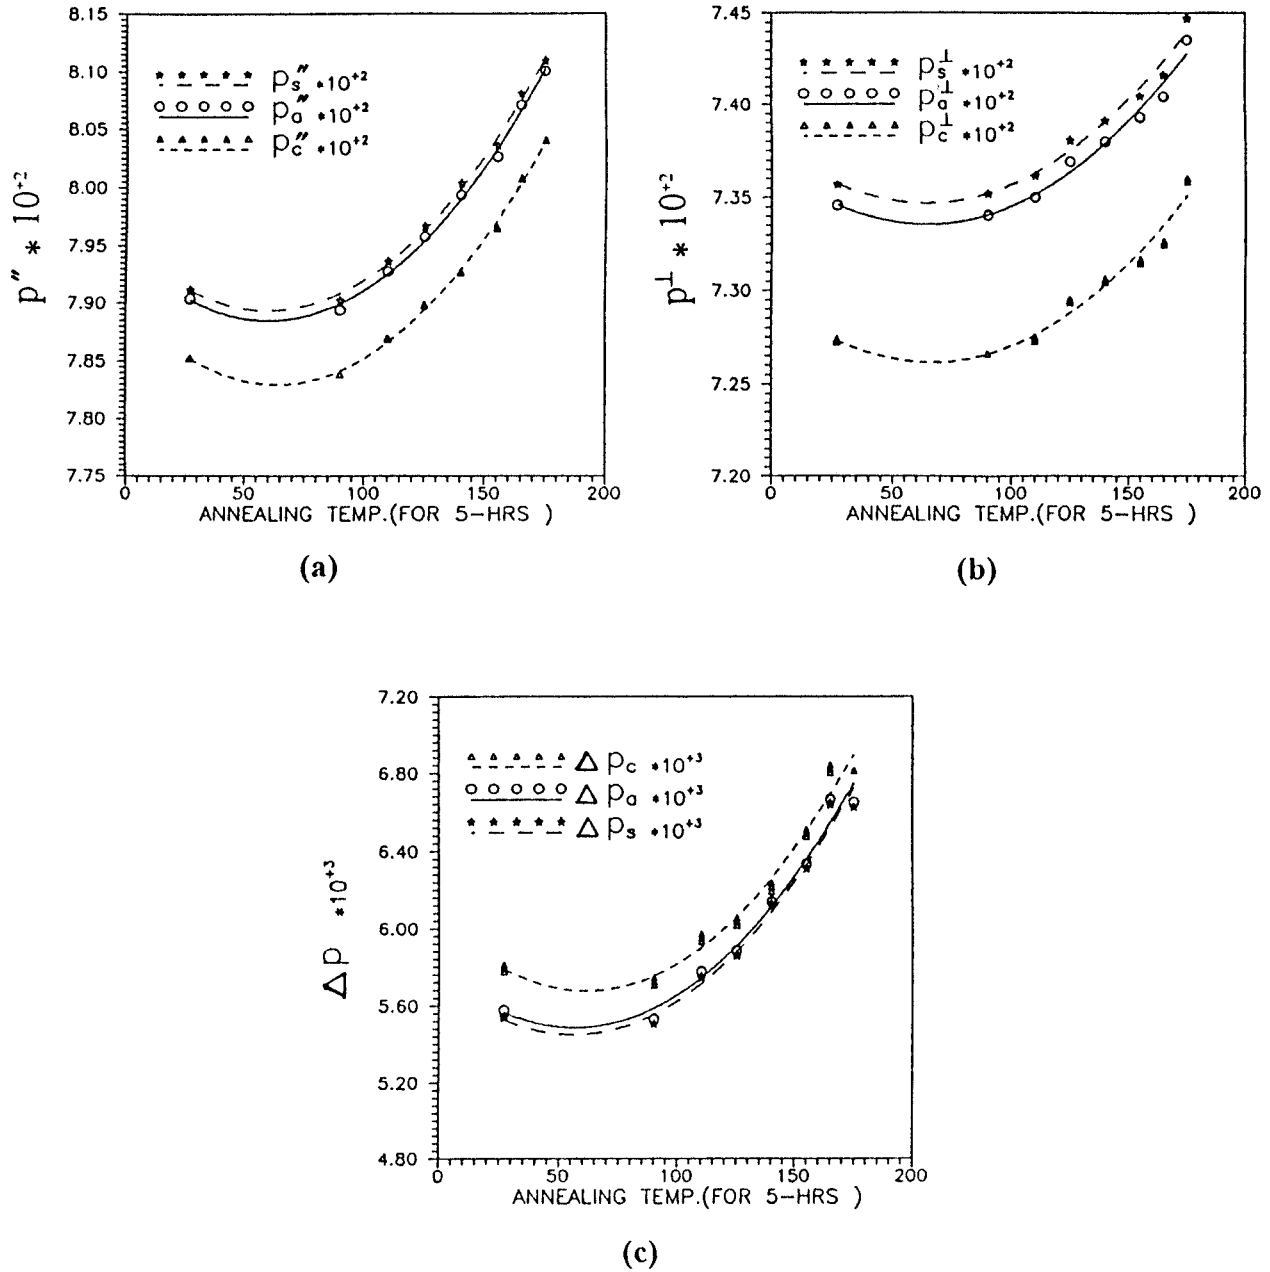 8.15
8.10
8.05
8.00
7.95
7.90
7.85
7.80
7.75
p″ * 10⁺²
p_s″ *10⁺²
p_a″ *10⁺²
p_c″ *10⁺²
0 50 100 150 200
ANNEALING TEMP.(FOR 5-HRS )
(a)
7.45
7.40
7.35
7.30
7.25
7.20
p⊥ * 10⁺²
p_s⊥ *10⁺²
p_a⊥ *10⁺²
p_c⊥ *10⁺²
0 50 100 150 200
ANNEALING TEMP.(FOR 5-HRS )
(b)
7.20
6.80
6.40
6.00
5.60
5.20
4.80
Δp *10⁺³
Δ p_c *10⁺³
Δ p_a *10⁺³
Δ p_s *10⁺³
0 50 100 150 200
ANNEALING TEMP.(FOR 5-HRS )
(c)